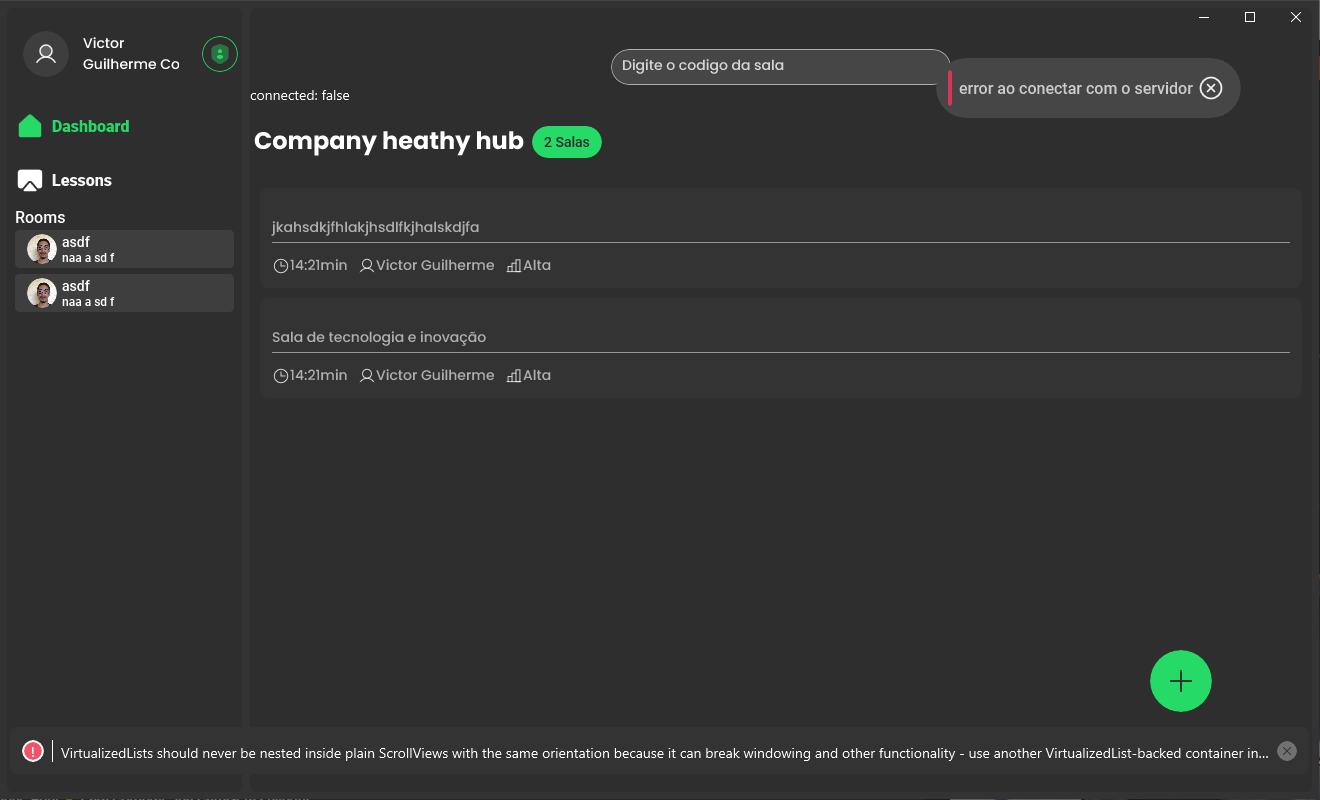 Victor
Guilherme Co
Digite o codigo da sala
error ao conectar com o servidor
connected: false
Dashboard
Company heathy hub
2 Salas
Lessons
Rooms
asdf
naa a sd f
asdf
naa a sd f
jkahsdkjfhlakjhsdlfkjhalskdjfa
14:21min Victor Guilherme Alta
Sala de tecnologia e inovação
14:21min Victor Guilherme Alta
! VirtualizedLists should never be nested inside plain ScrollViews with the same orientation because it can break windowing and other functionality - use another VirtualizedList-backed container in...